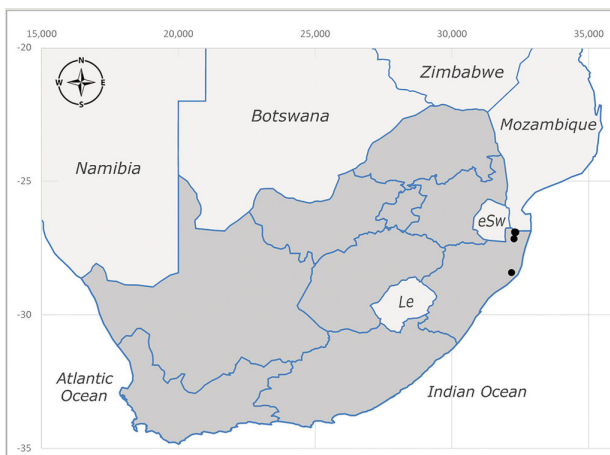 15,000 20,000 25,000 30,000 35,000
-20
N
W E
S
Zimbabwe
Botswana
Mozambique
Namibia
-25
eSw
Le
-30
Atlantic
Ocean
Indian Ocean
-35